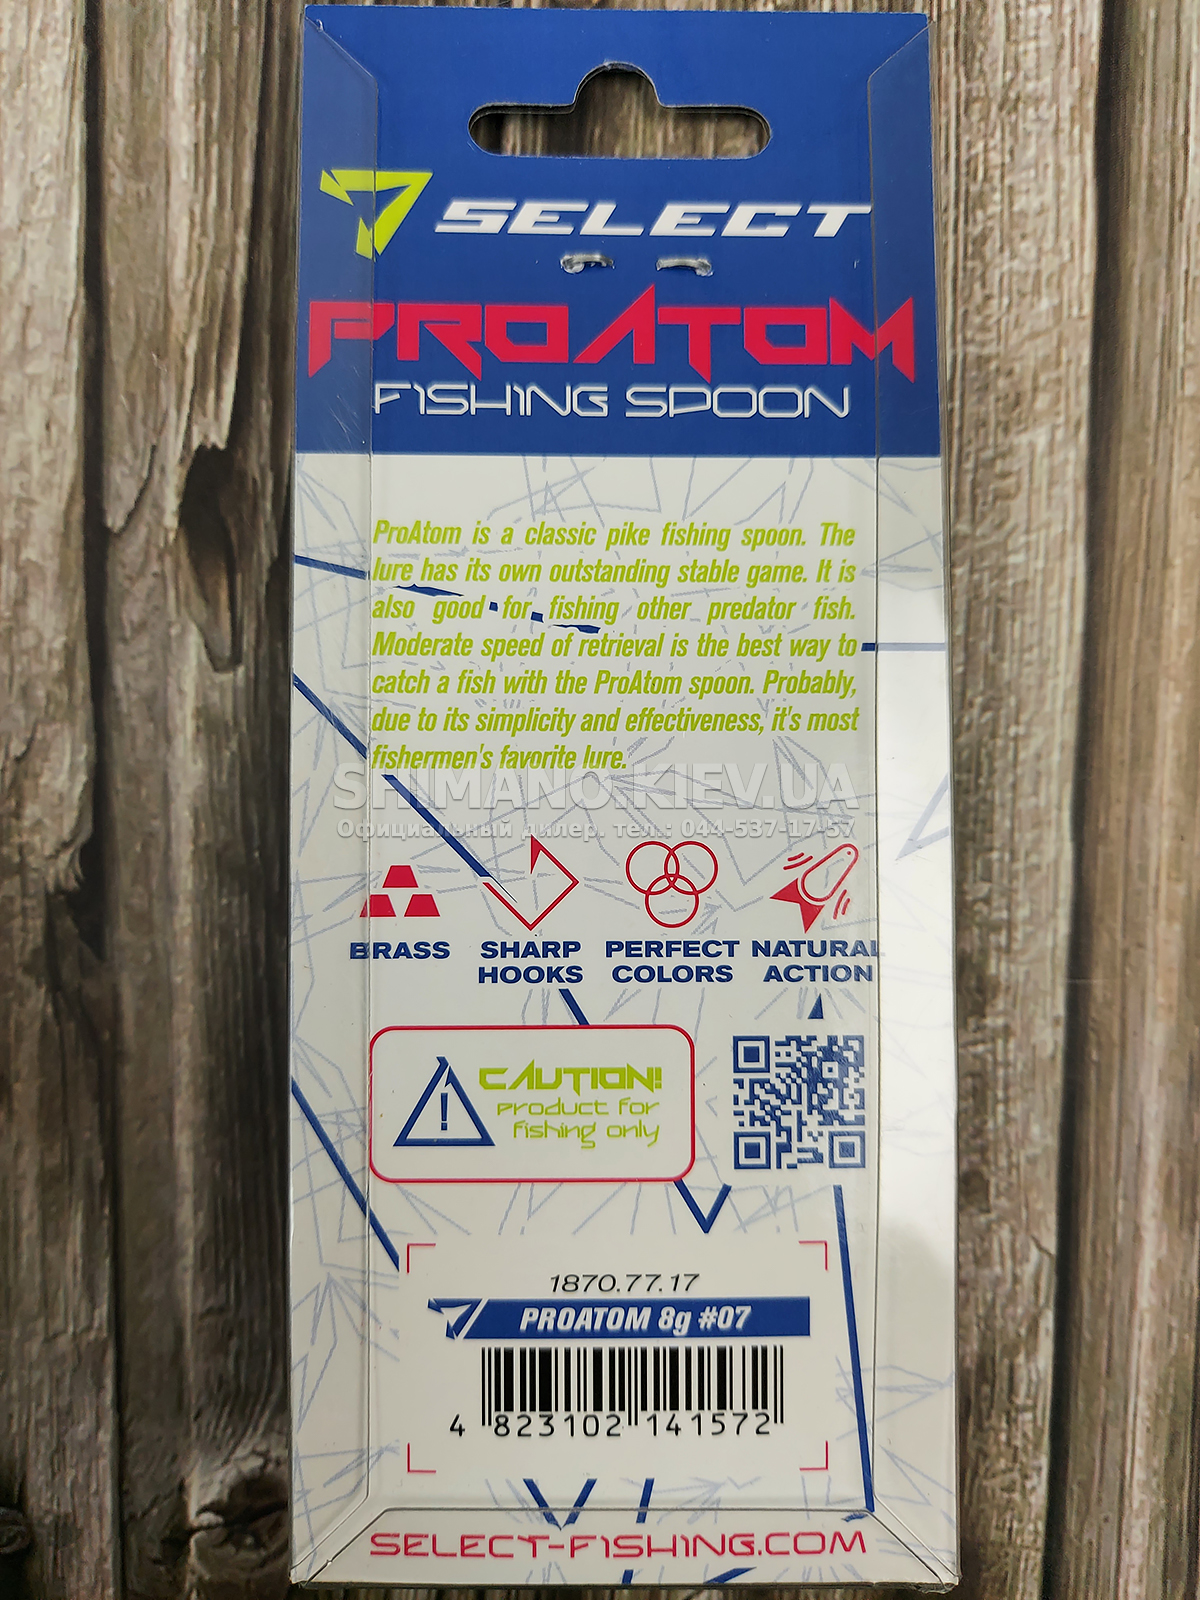 SELECT
PROATOM
FISHING SPOON
ProAtom is a classic pike fishing spoon. The
lure has its own outstanding stable game. It is
also good for fishing other predator fish.
Moderate speed of retrieval is the best way to
catch a fish with the ProAtom spoon. Probably,
due to its simplicity and effectiveness, it's most
fishermen's favorite lure.
SHIMANO.KIEV.UA
Официальный дилер. тел.: 044-537-17-57
BRASS
SHARP
HOOKS
PERFECT
COLORS
NATURAL
ACTION
!
CAUTION!
product for
fishing only
1870.77.17
PROATOM 8g #07
4 823102 141572
SELECT-FISHING.COM